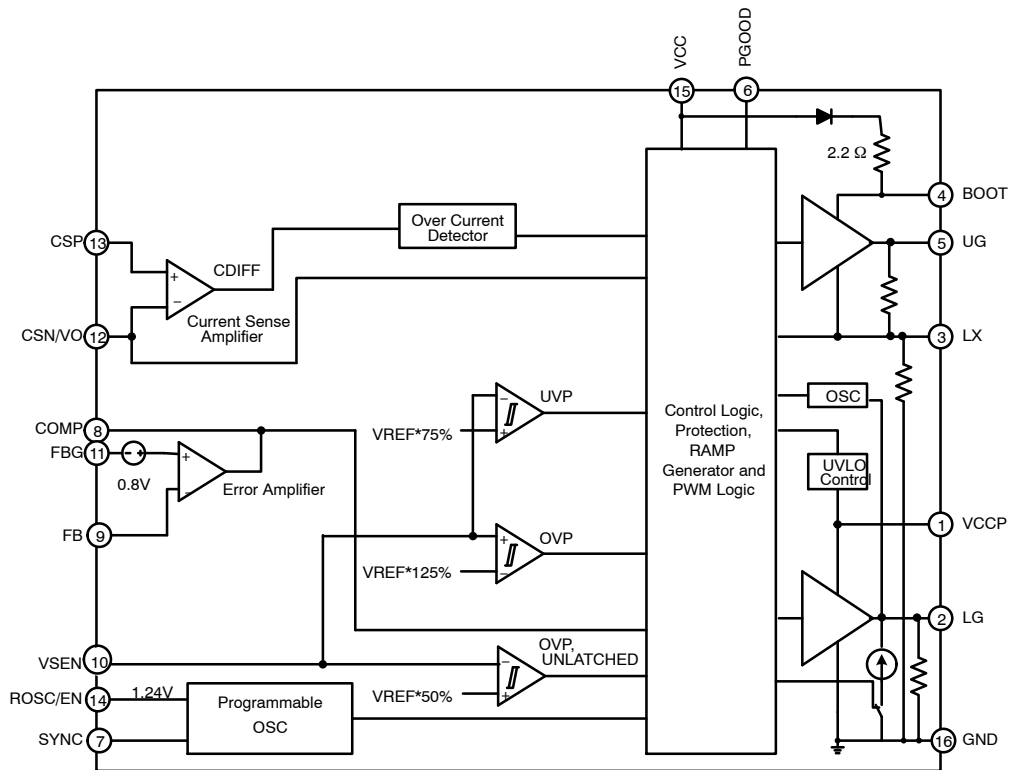 VCC
PGOOD
15
6
2.2 Ω
4
BOOT
Over Current
Detector
CSP
13
5
UG
+
CDIFF
−
Current Sense
Amplifier
CSN/VO
12
3
LX
UVP
−
+
VREF*75%
OSC
COMP
8
FBG
11
− +
0.8V
+
−
Error Amplifier
Control Logic,
Protection,
RAMP
Generator and
PWM Logic
UVLO
Control
1
VCCP
FB
9
+
−
OVP
VREF*125%
2
LG
OVP,
UNLATCHED
VSEN
10
−
+
VREF*50%
ROSC/EN
14
1.24V
Programmable
OSC
SYNC
7
16
GND